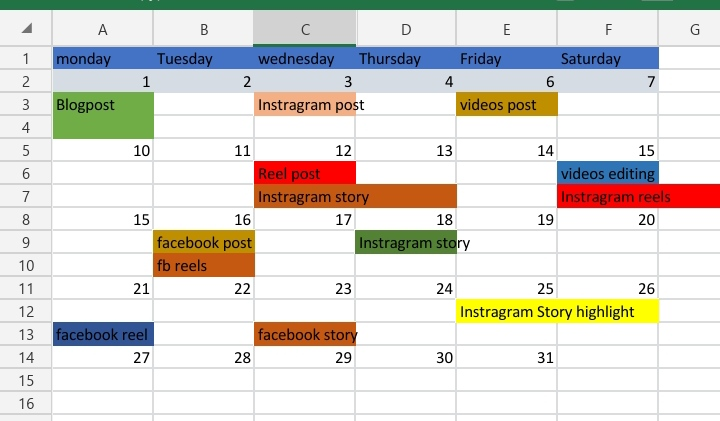 A B C D E F G
1 monday Tuesday wednesday Thursday Friday Saturday
2 1 2 3 4 6 7
3 Blogpost Instragram post videos post
4
5 10 11 12 13 14 15
6 Reel post videos editing
7 Instragram story Instragram reels
8 15 16 17 18 19 20
9 facebook post Instragram story
10 fb reels
11 21 22 23 24 25 26
12 Instragram Story highlight
13 facebook reel facebook story
14 27 28 29 30 31
15
16